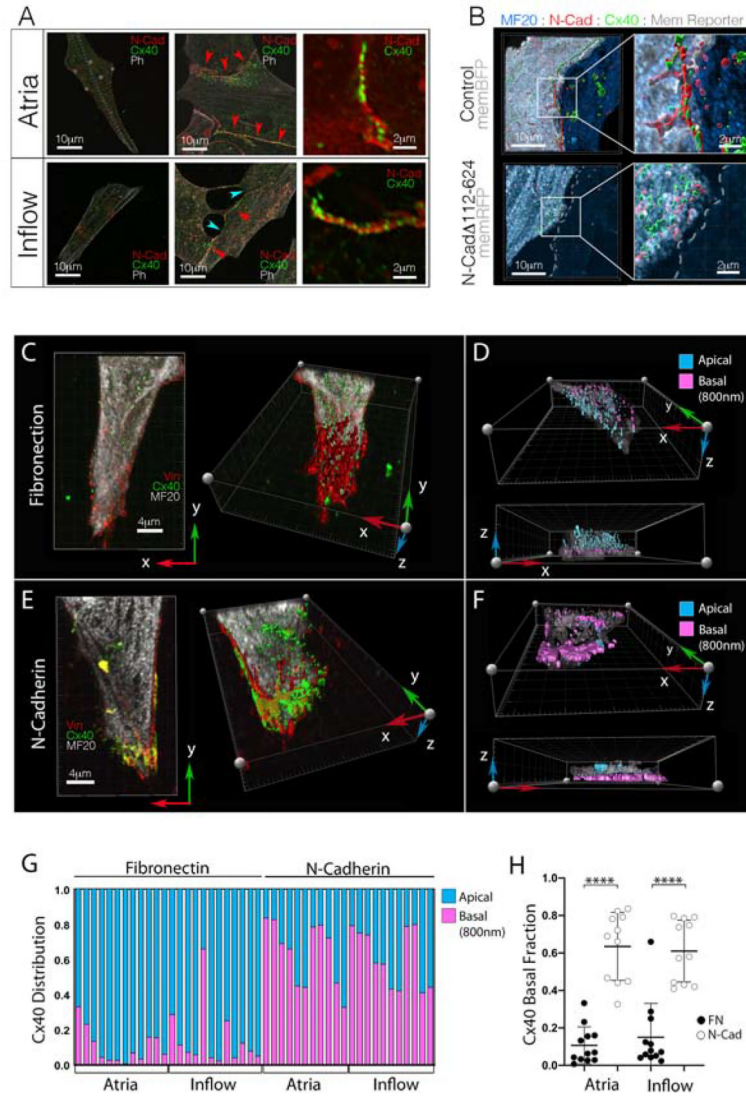 A
Atria
N-Cad
Cx40
Ph
10μm
N-Cad
Cx40
Ph
10μm
N-Cad
Cx40
2μm
Inflow
N-Cad
Cx40
Ph
10μm
N-Cad
Cx40
Ph
10μm
N-Cad
Cx40
2μm
B
MF20 : N-Cad : Cx40 : Mem Reporter
Control
memBFP
10μm
2μm
N-CadΔ112-624
memRFP
10μm
2μm
C
Fibronection
Vin
Cx40
MF20
4μm
y
x
y
x
z
D
Apical
Basal
(800nm)
y
x
z
z
x
E
N-Cadherin
Vin
Cx40
MF20
4μm
y
y
x
z
F
Apical
Basal
(800nm)
y
x
z
z
G
Fibronectin
N-Cadherin
Apical
Basal
(800nm)
Cx40 Distribution
1.0
0.8
0.6
0.4
0.2
0.0
Atria
Inflow
Atria
Inflow
H
Cx40 Basal Fraction
1.0
0.8
0.6
0.4
0.2
0.0
****
****
FN
N-Cad
Atria
Inflow